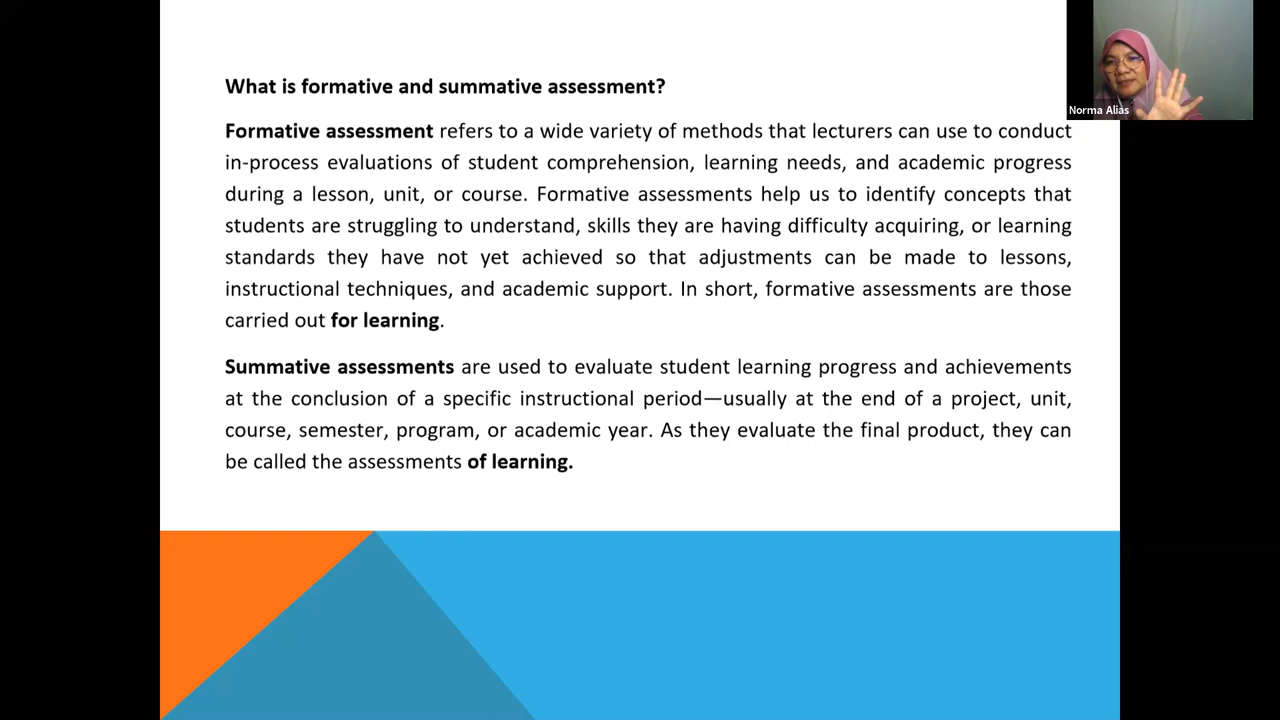 What is formative and summative assessment?
Norma Alias
Formative assessment refers to a wide variety of methods that lecturers can use to conduct
in-process evaluations of student comprehension, learning needs, and academic progress
during a lesson, unit, or course. Formative assessments help us to identify concepts that
students are struggling to understand, skills they are having difficulty acquiring, or learning
standards they have not yet achieved so that adjustments can be made to lessons,
instructional techniques, and academic support. In short, formative assessments are those
carried out for learning.
Summative assessments are used to evaluate student learning progress and achievements
at the conclusion of a specific instructional period—usually at the end of a project, unit,
course, semester, program, or academic year. As they evaluate the final product, they can
be called the assessments of learning.